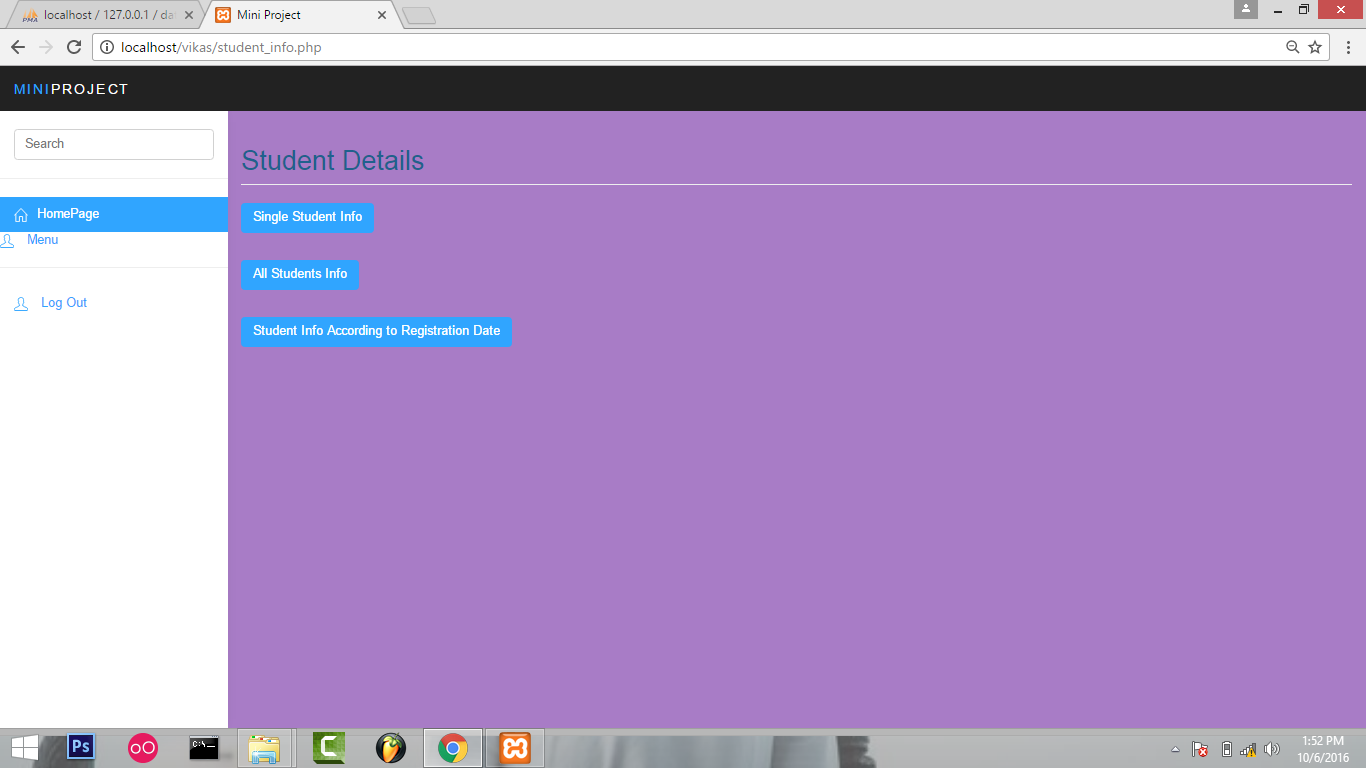 localhost / 127.0.0.1 / da
Mini Project
localhost/vikas/student_info.php
MINIPROJECT
Search
HomePage
Menu
Log Out
Student Details
Single Student Info
All Students Info
Student Info According to Registration Date
PMA
Ps
C:\_
1:52 PM
10/6/2016